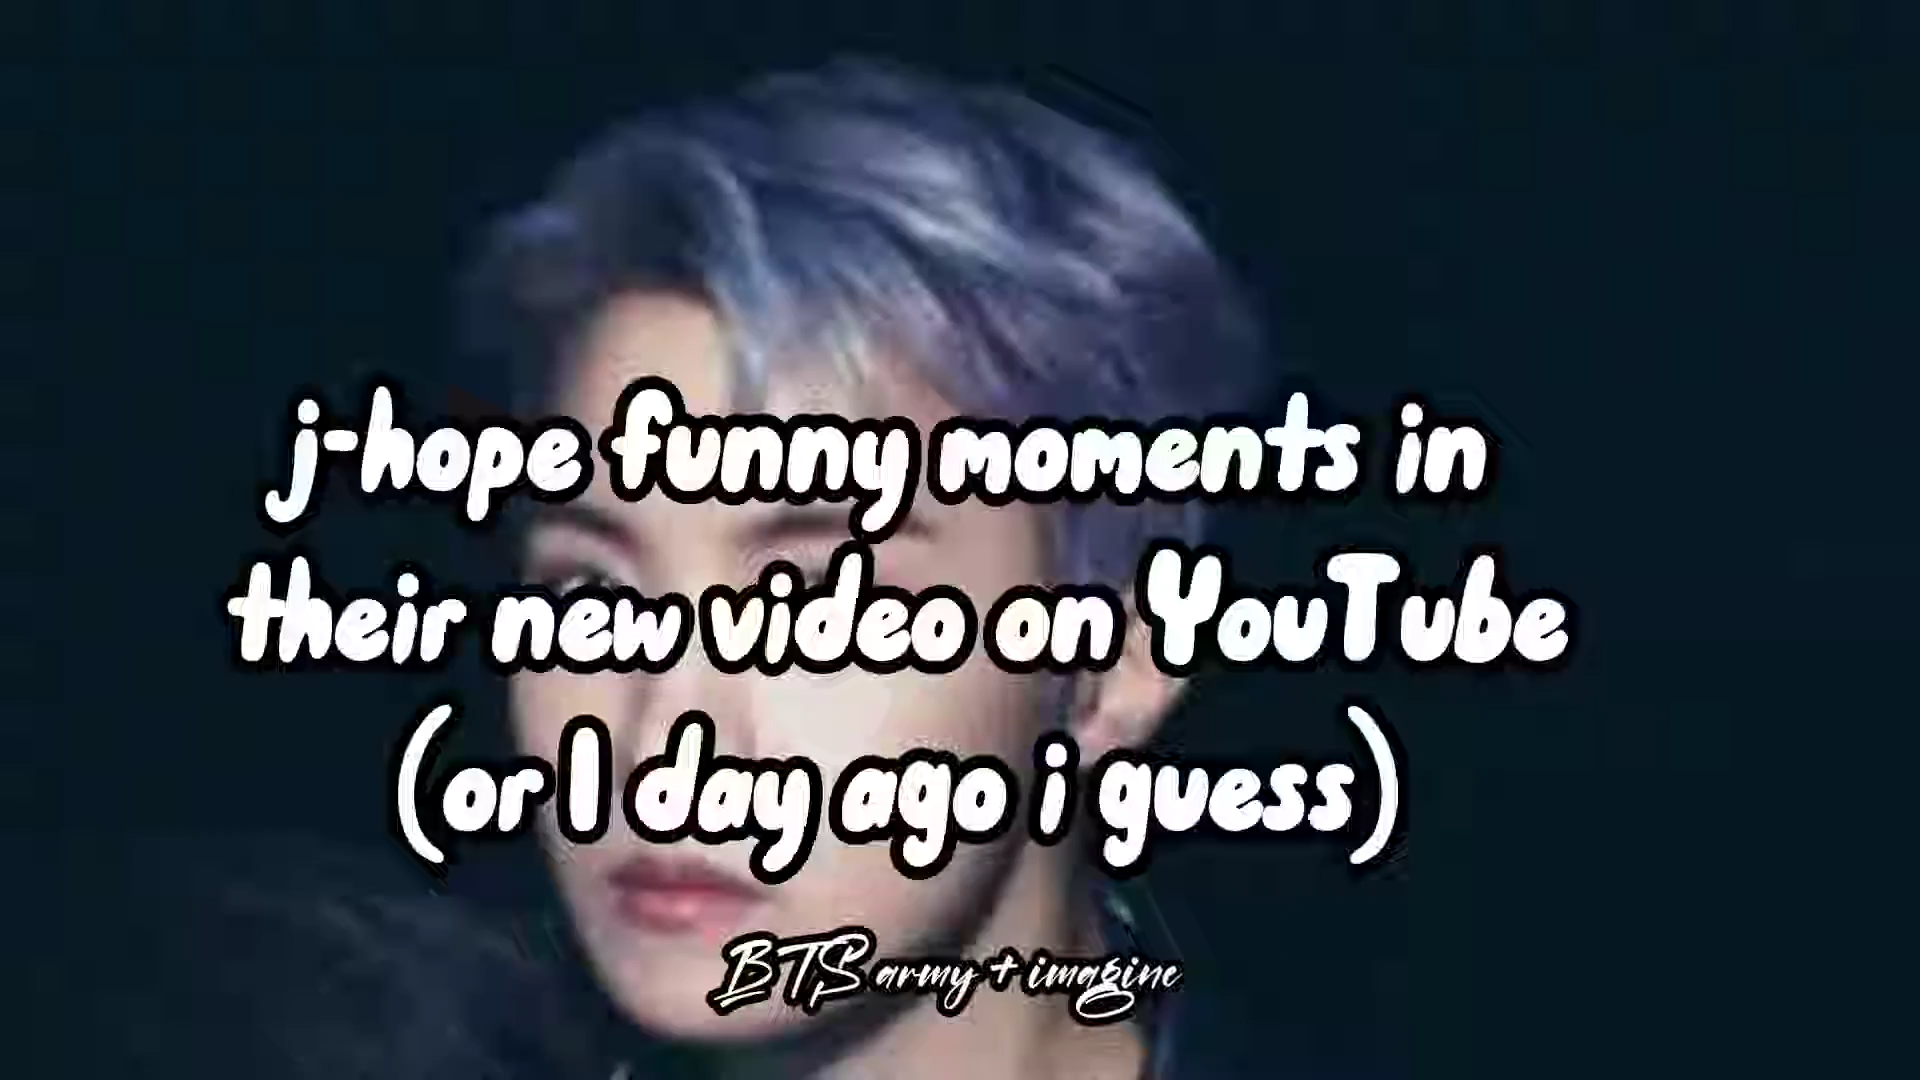 j-hope funny moments in
their new video on YouTube
(or 1 day ago i guess)
BTS army + imagine